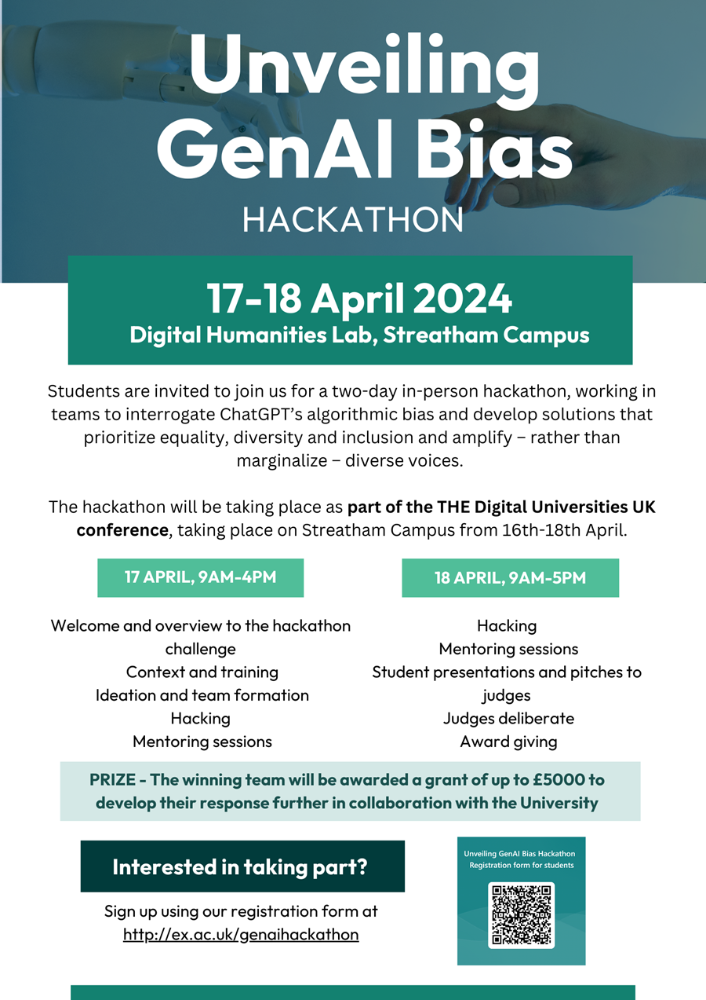 Unveiling
GenAI Bias
HACKATHON
17-18 April 2024
Digital Humanities Lab, Streatham Campus
Students are invited to join us for a two-day in-person hackathon, working in
teams to interrogate ChatGPT’s algorithmic bias and develop solutions that
prioritize equality, diversity and inclusion and amplify – rather than
marginalize – diverse voices.
The hackathon will be taking place as part of the THE Digital Universities UK
conference, taking place on Streatham Campus from 16th-18th April.
17 APRIL, 9AM-4PM
Welcome and overview to the hackathon
challenge
Context and training
Ideation and team formation
Hacking
Mentoring sessions
18 APRIL, 9AM-5PM
Hacking
Mentoring sessions
Student presentations and pitches to
judges
Judges deliberate
Award giving
PRIZE - The winning team will be awarded a grant of up to £5000 to
develop their response further in collaboration with the University
Interested in taking part?
Sign up using our registration form at
http://ex.ac.uk/genaihackathon
Unveiling GenAI Bias Hackathon
Registration form for students